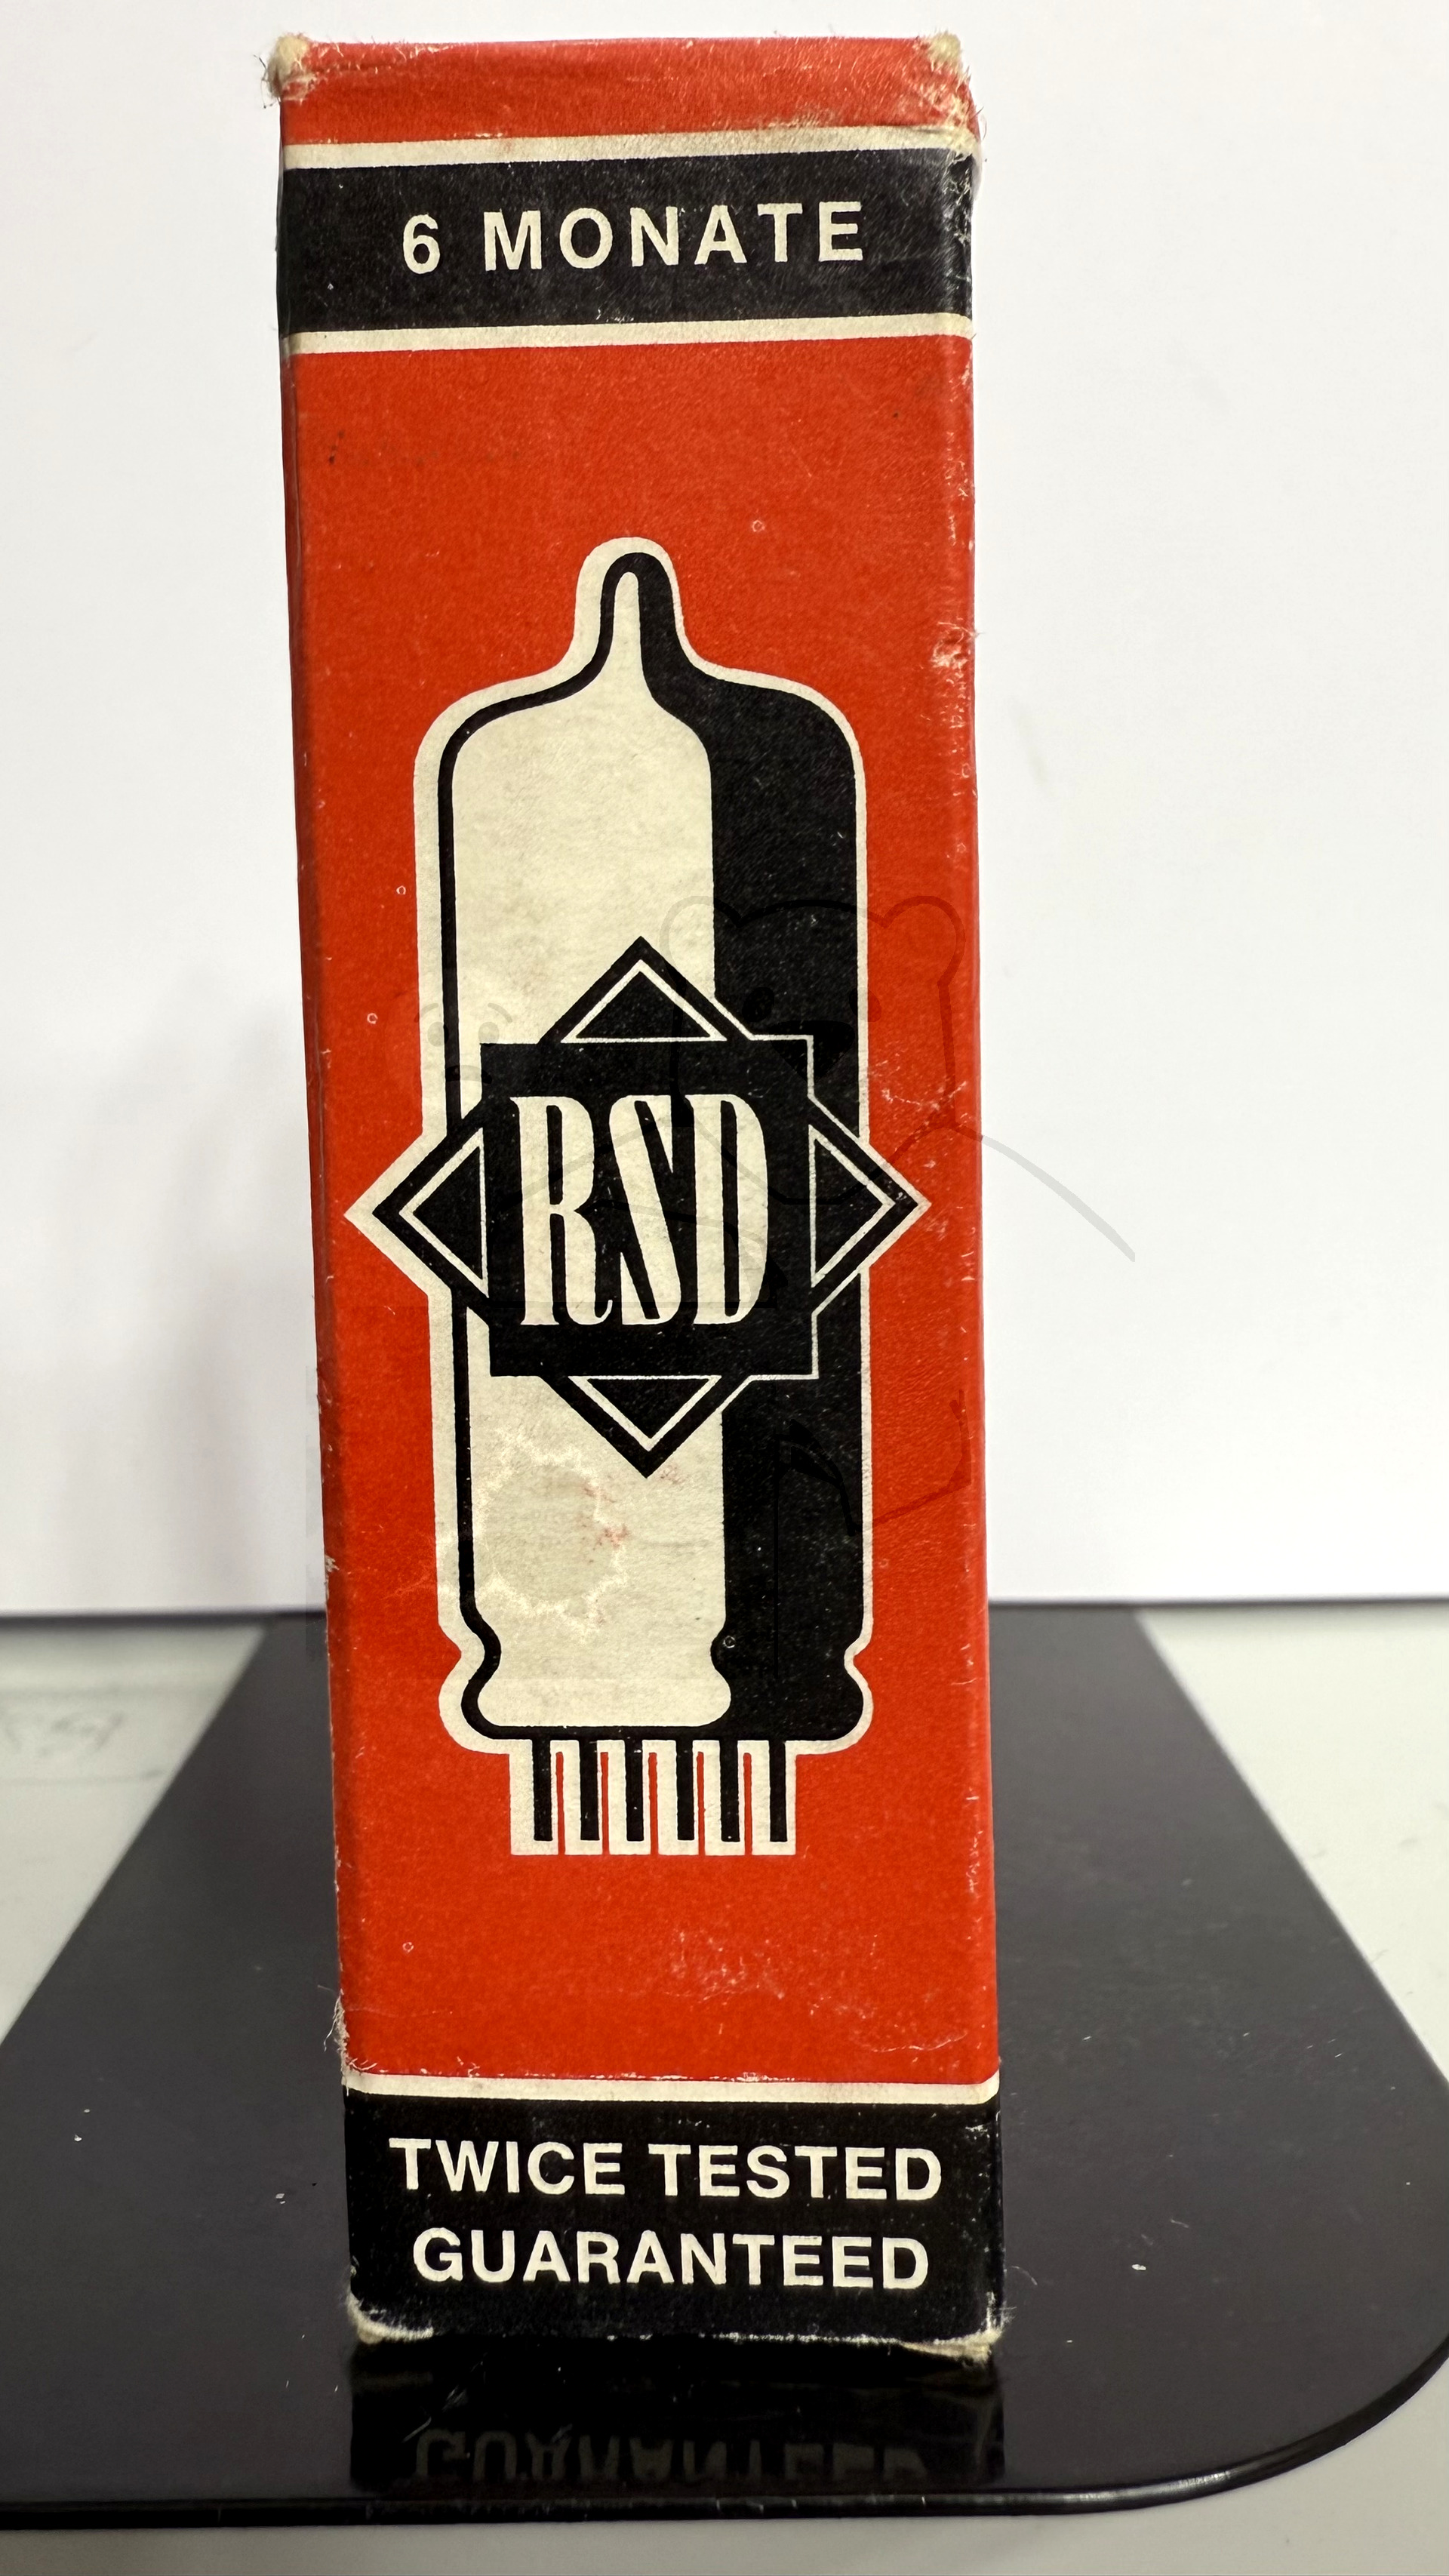 6 MONATE
RSD
TWICE TESTED
GUARANTEED